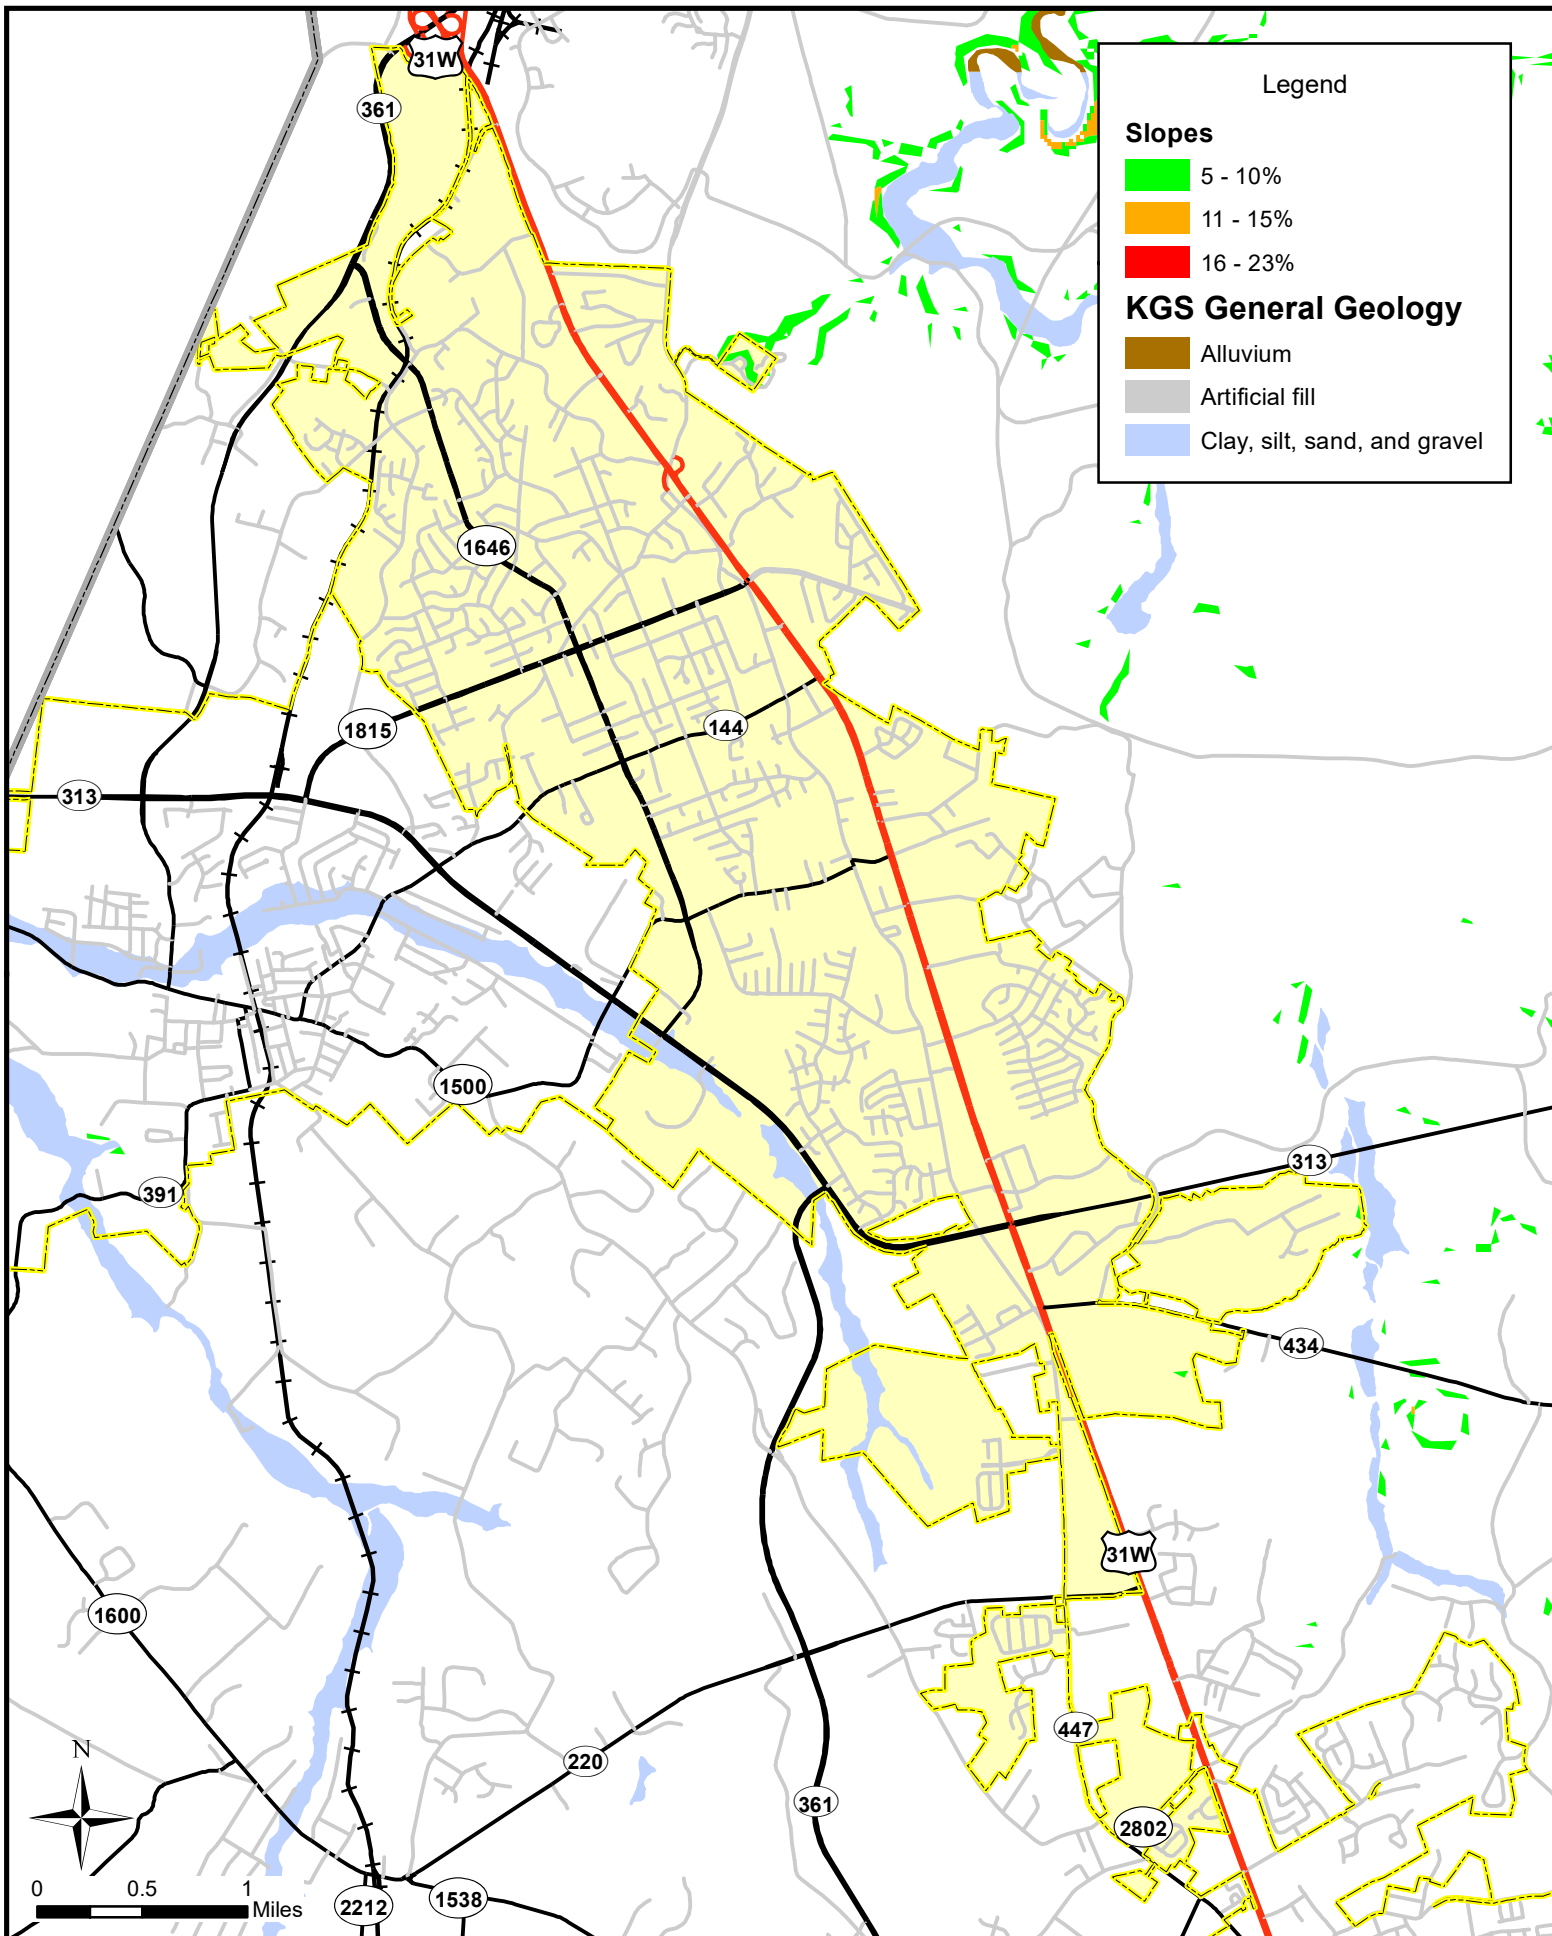 31W
361
Legend
Slopes
5 - 10%
11 - 15%
16 - 23%
KGS General Geology
Alluvium
Artificial fill
Clay, silt, sand, and gravel
1646
1815
144
313
1500
391
313
434
31W
1600
447
220
361
2802
N
0 0.5 1
Miles
2212
1538